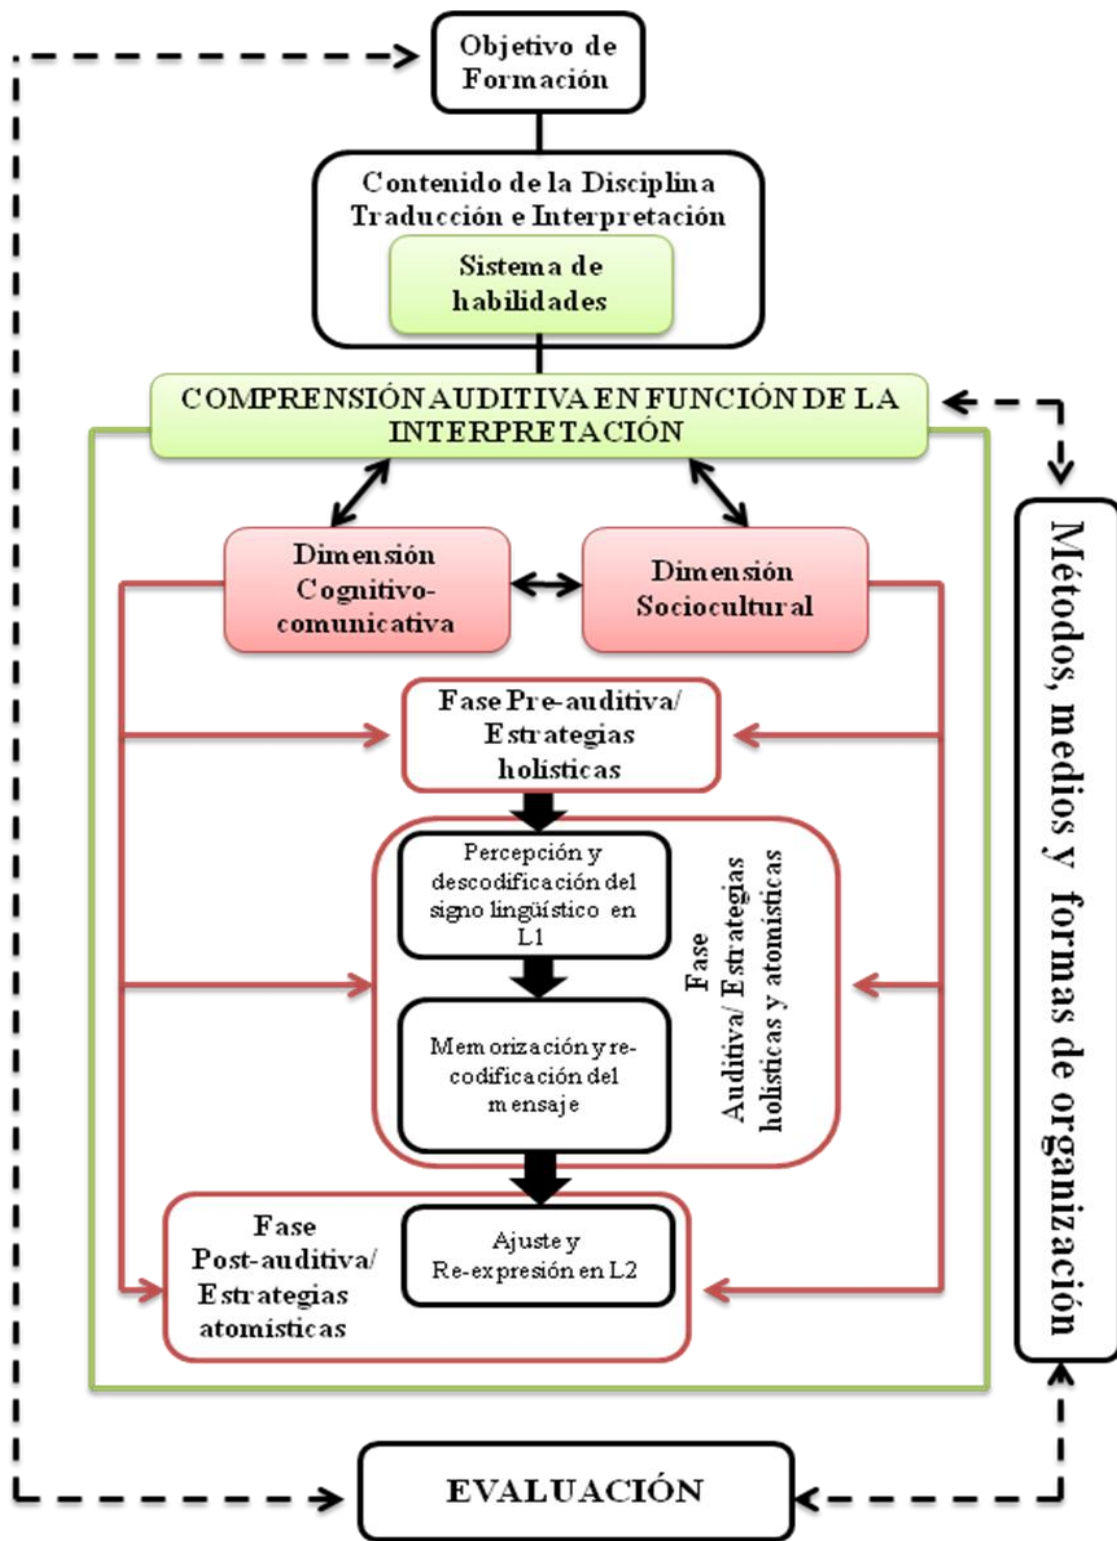 Objetivo de
Formación
Contenido de la Disciplina
Traducción e Interpretación
Sistema de
habilidades
COMPRENSIÓN AUDITIVA EN FUNCIÓN DE LA
INTERPRETACIÓN
Dimensión
Cognitivo-
comunicativa
Dimensión
Sociocultural
Fase Pre-auditiva/
Estrategias
holísticas
Percepción y
descodificación del
signo lingüístico en
L1
Memorización y re-
codificación del
mensaje
Fase
Auditiva/ Estrategias
holísticas y atomísticas
Fase
Post-auditiva/
Estrategias
atomísticas
Ajuste y
Re-expresión en L2
Métodos, medios y formas de organización
EVALUACIÓN